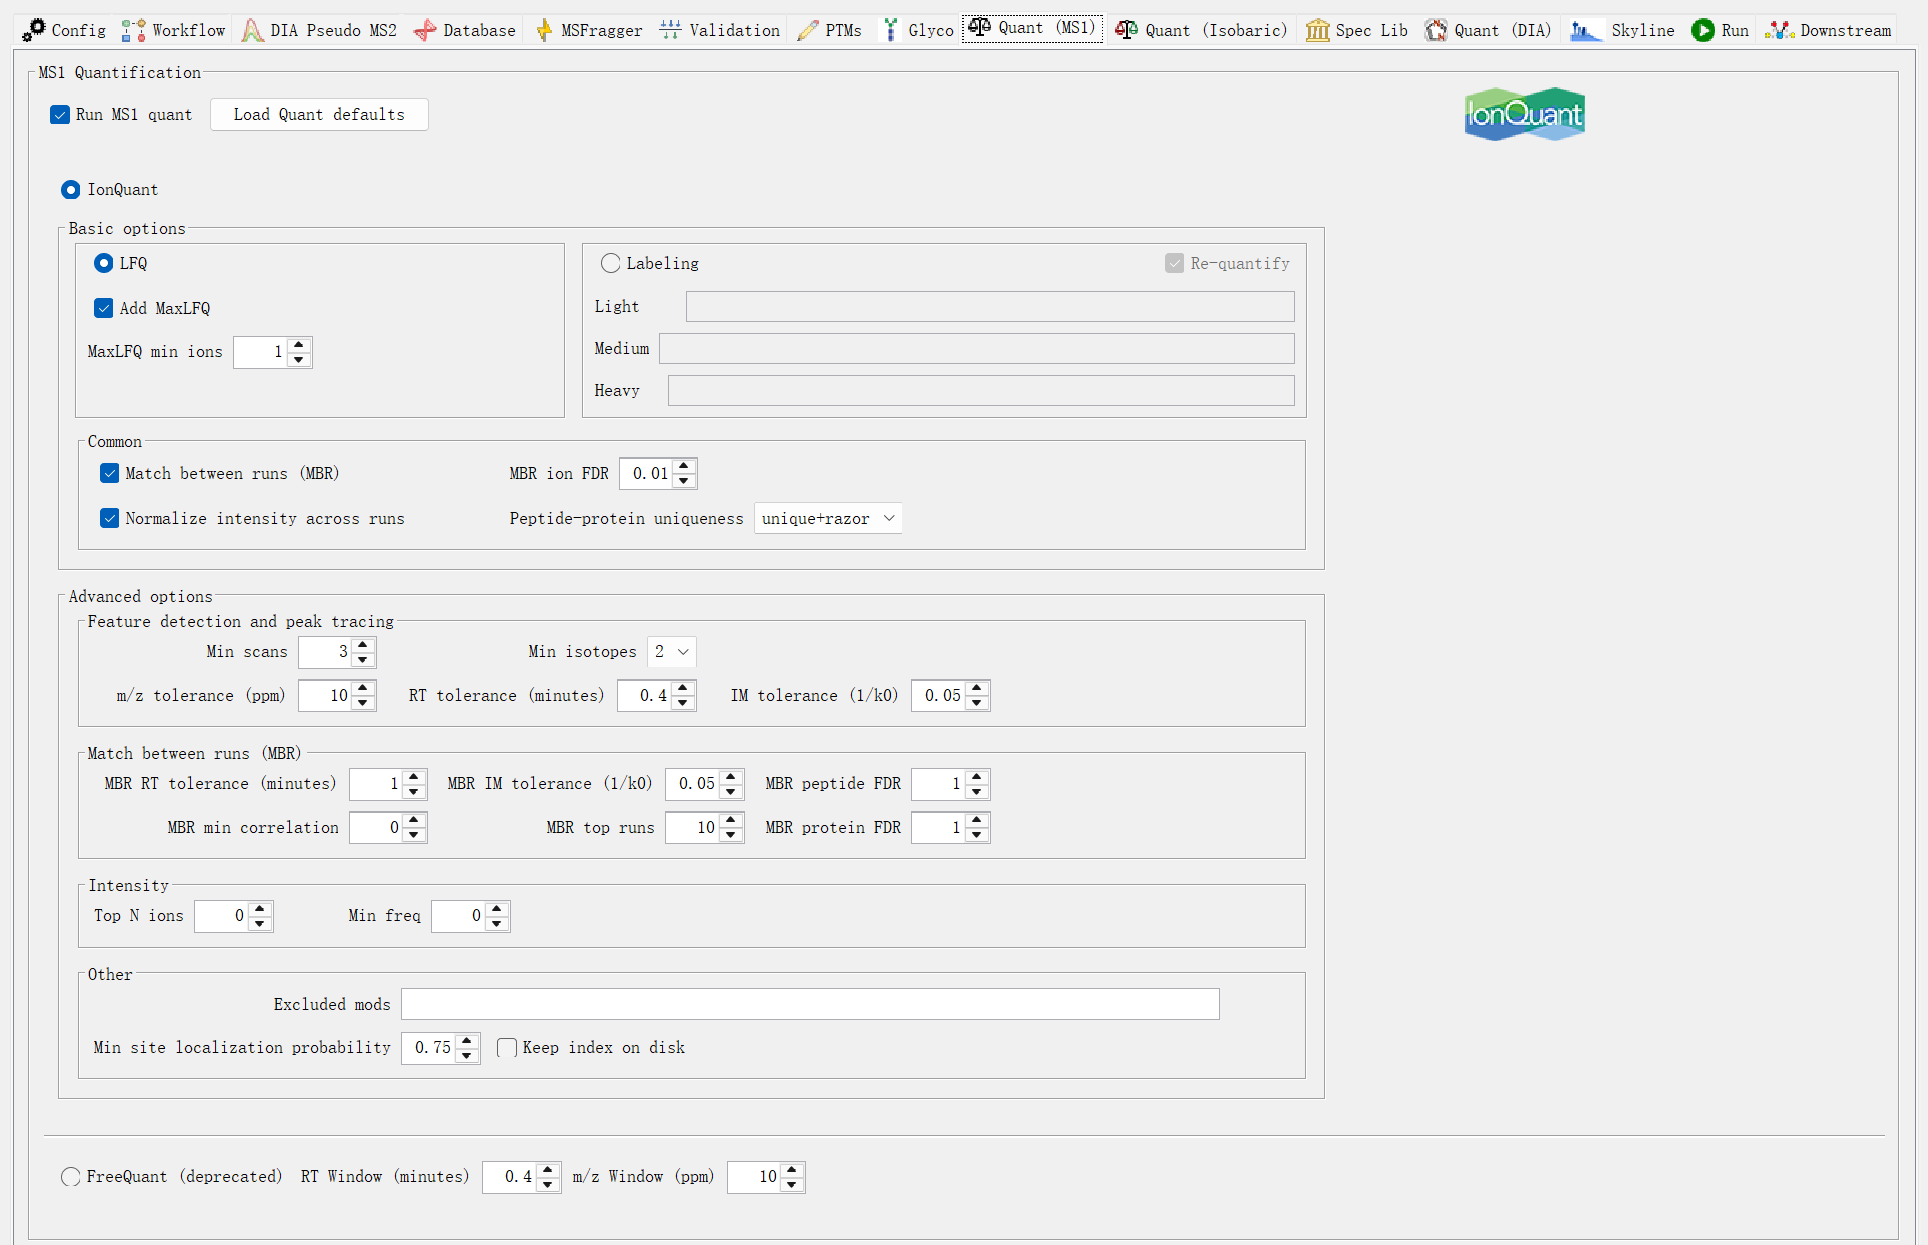 Config Workflow DIA Pseudo MS2 Database MSFragger Validation PTMs Glyco Quant (MS1) Quant (Isobaric) Spec Lib Quant (DIA) Skyline Run Downstream
MS1 Quantification
Run MS1 quant Load Quant defaults
IonQuant
IonQuant
Basic options
LFQ
Add MaxLFQ
MaxLFQ min ions 1
Labeling Re-quantify
Light
Medium
Heavy
Common
Match between runs (MBR) MBR ion FDR 0.01
Normalize intensity across runs Peptide-protein uniqueness unique+razor
Advanced options
Feature detection and peak tracing
Min scans 3 Min isotopes 2
m/z tolerance (ppm) 10 RT tolerance (minutes) 0.4 IM tolerance (1/k0) 0.05
Match between runs (MBR)
MBR RT tolerance (minutes) 1 MBR IM tolerance (1/k0) 0.05 MBR peptide FDR 1
MBR min correlation 0 MBR top runs 10 MBR protein FDR 1
Intensity
Top N ions 0 Min freq 0
Other
Excluded mods
Min site localization probability 0.75 Keep index on disk
FreeQuant (deprecated) RT Window (minutes) 0.4 m/z Window (ppm) 10